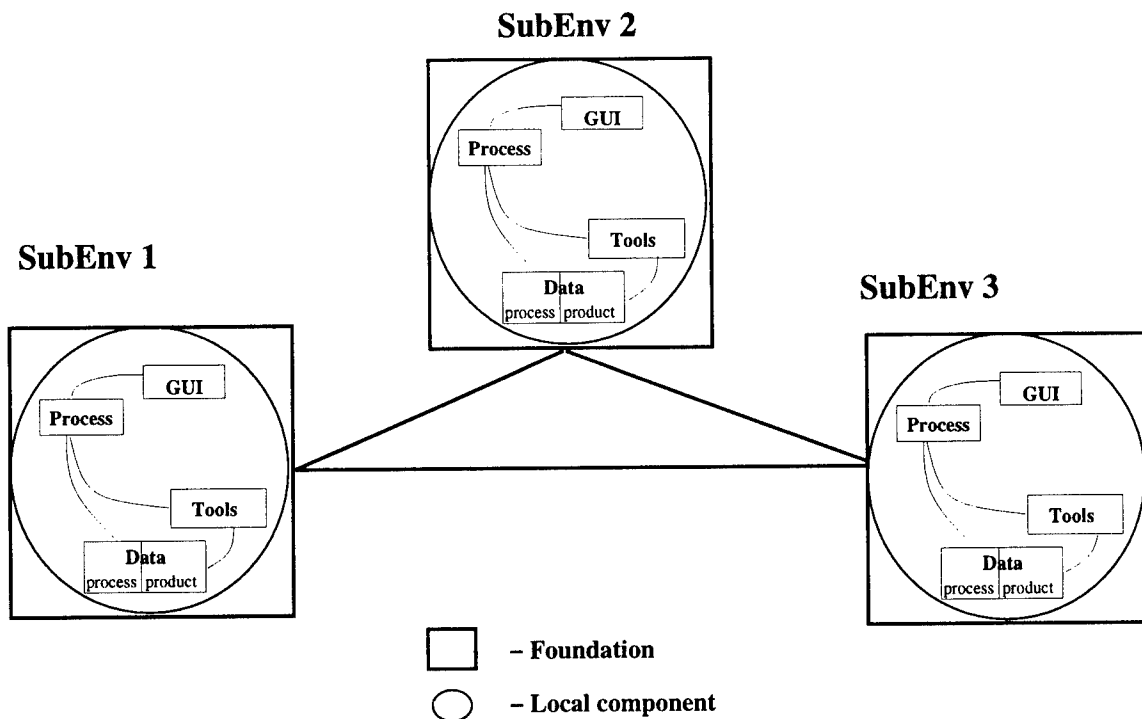 SubEnv 2
GUI
Process
Tools
Data
process product
SubEnv 1
GUI
Process
Tools
Data
process product
SubEnv 3
GUI
Process
Tools
Data
process product
– Foundation
– Local component